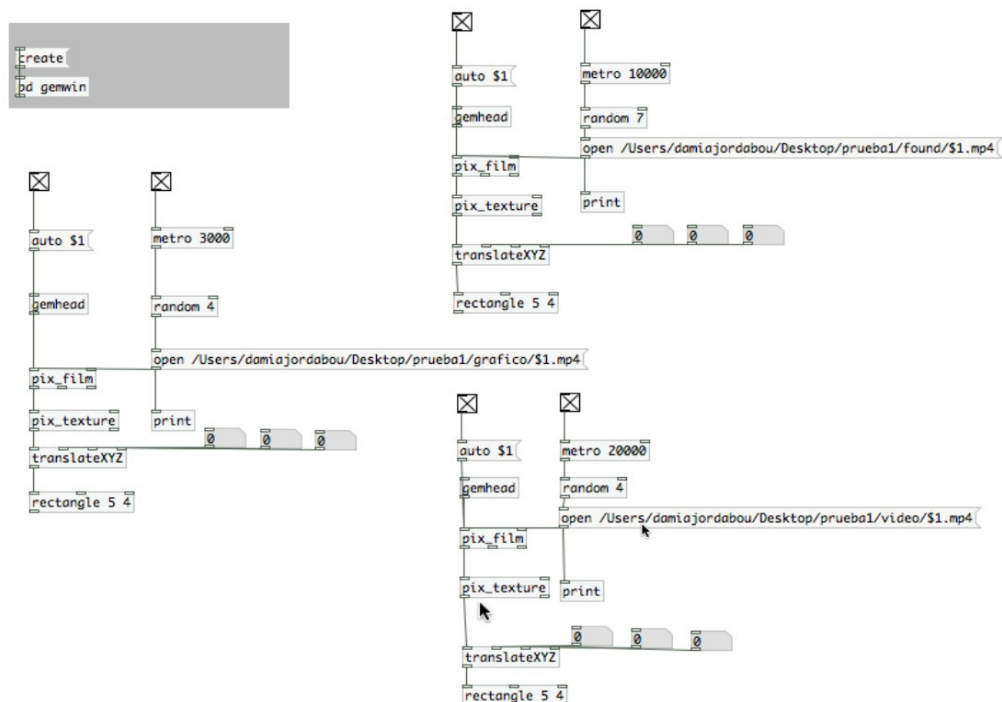 create
pd gemwin
auto $1
metro 10000
gemhead
random 7
open /Users/damiajordabou/Desktop/prueba1/found/$1.mp4
pix_film
pix_texture
print
0 0 0
translateXYZ
rectangle 5 4
auto $1
metro 3000
gemhead
random 4
open /Users/damiajordabou/Desktop/prueba1/grafico/$1.mp4
pix_film
pix_texture
print
0 0 0
translateXYZ
rectangle 5 4
auto $1
metro 20000
gemhead
random 4
open /Users/damiajordabou/Desktop/prueba1/video/$1.mp4
pix_film
pix_texture
print
0 0 0
translateXYZ
rectangle 5 4